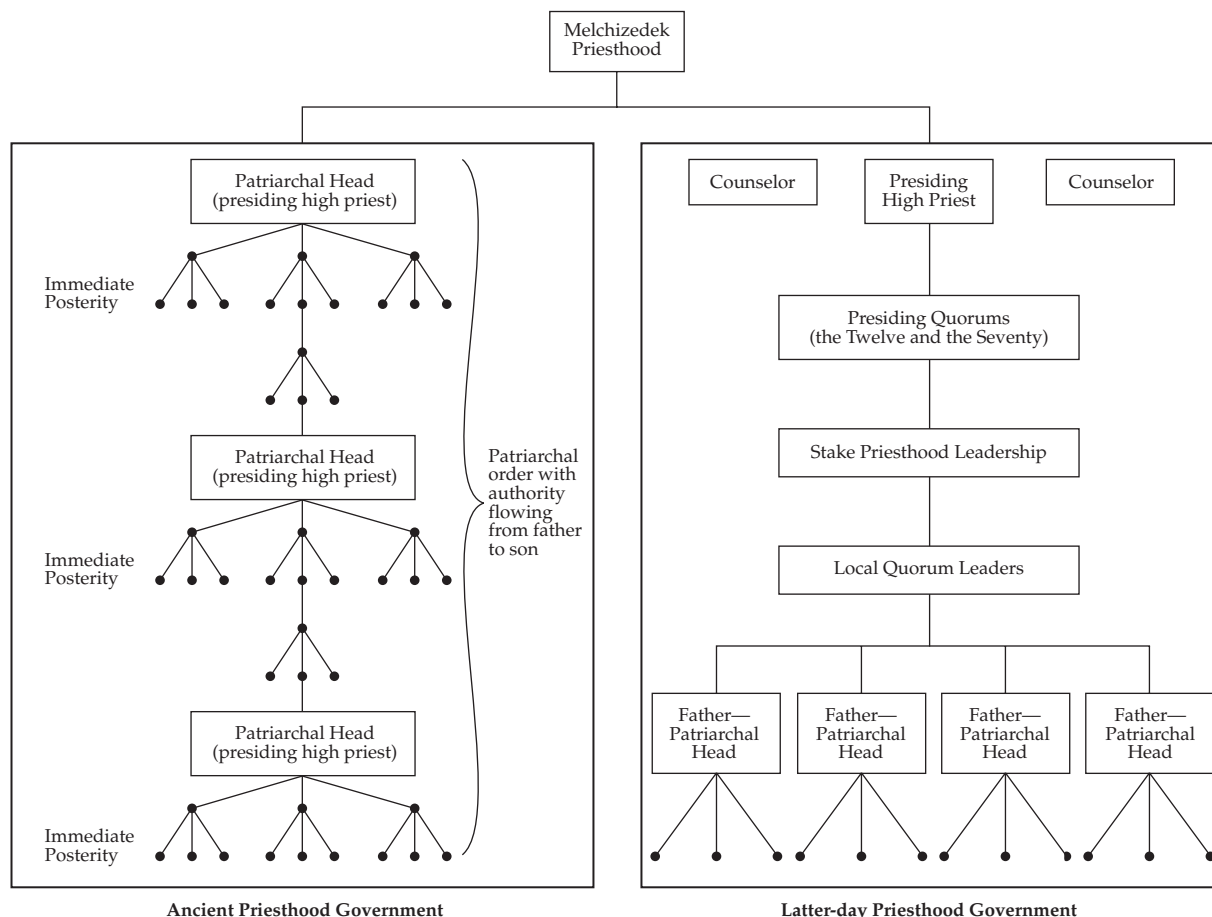 Melchizedek
Priesthood
Patriarchal Head
(presiding high priest)
Immediate
Posterity
Patriarchal Head
(presiding high priest)
Immediate
Posterity
Patriarchal Head
(presiding high priest)
Immediate
Posterity
Patriarchal
order with
authority
flowing
from father
to son
Ancient Priesthood Government
Counselor
Presiding
High Priest
Counselor
Presiding Quorums
(the Twelve and the Seventy)
Stake Priesthood Leadership
Local Quorum Leaders
Father—
Patriarchal
Head
Father—
Patriarchal
Head
Father—
Patriarchal
Head
Father—
Patriarchal
Head
Latter-day Priesthood Government